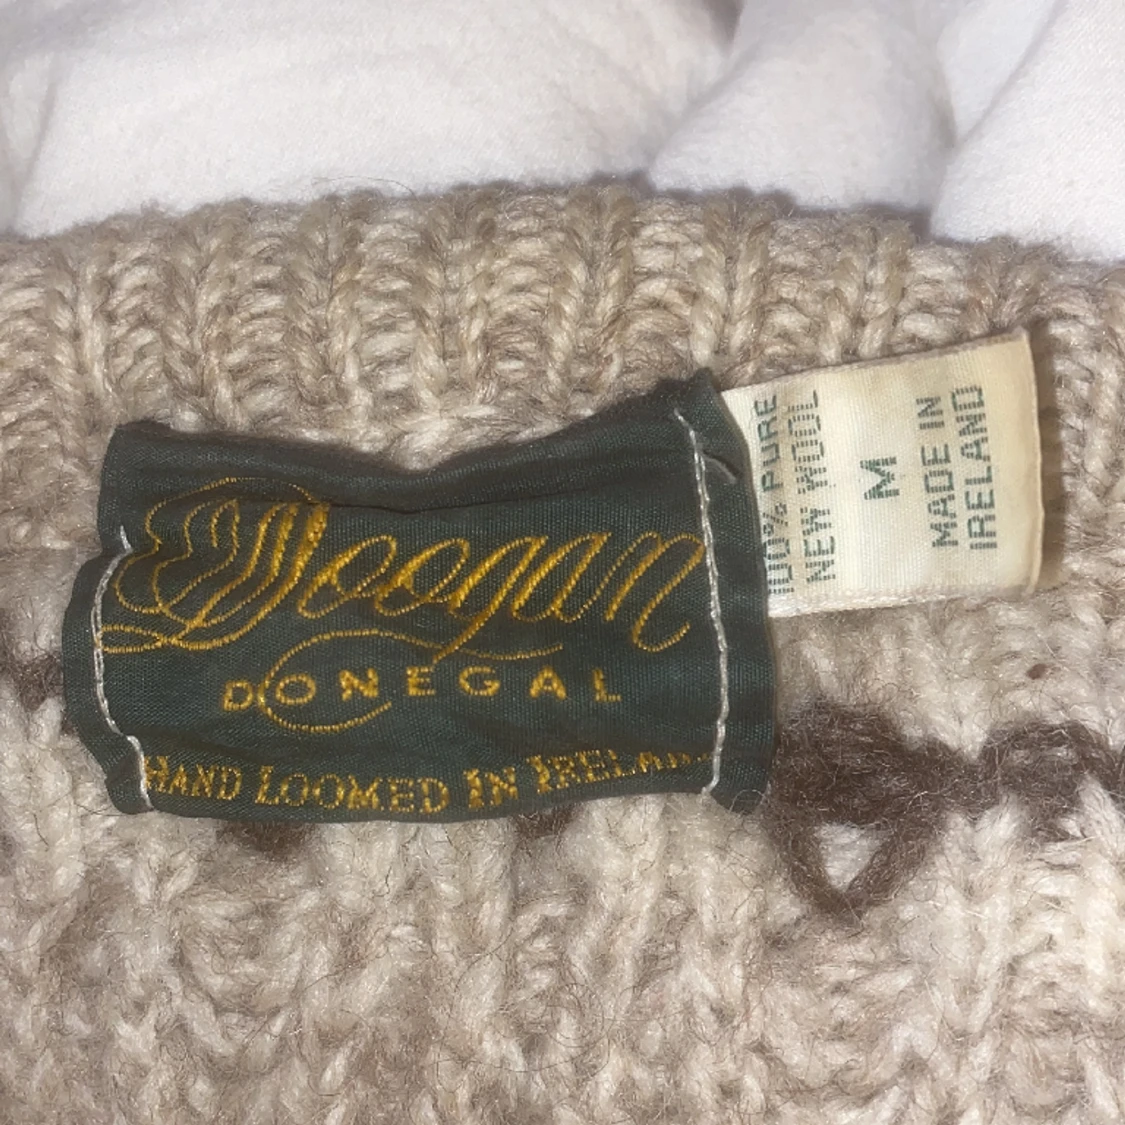 Doogan
DONEGAL
HAND LOOMED IN IRELAND
100% PURE
NEW WOOL
M
MADE IN
IRELAND